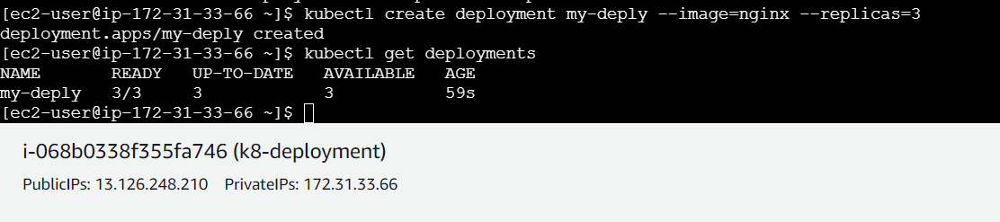 [ec2-user@ip-172-31-33-66 ~]$ kubectl create deployment my-deply --image=nginx --replicas=3
deployment.apps/my-deply created
[ec2-user@ip-172-31-33-66 ~]$ kubectl get deployments
NAME READY UP-TO-DATE AVAILABLE AGE
my-deply 3/3 3 3 59s
[ec2-user@ip-172-31-33-66 ~]$
i-068b0338f355fa746 (k8-deployment)
PublicIPs: 13.126.248.210 PrivateIPs: 172.31.33.66